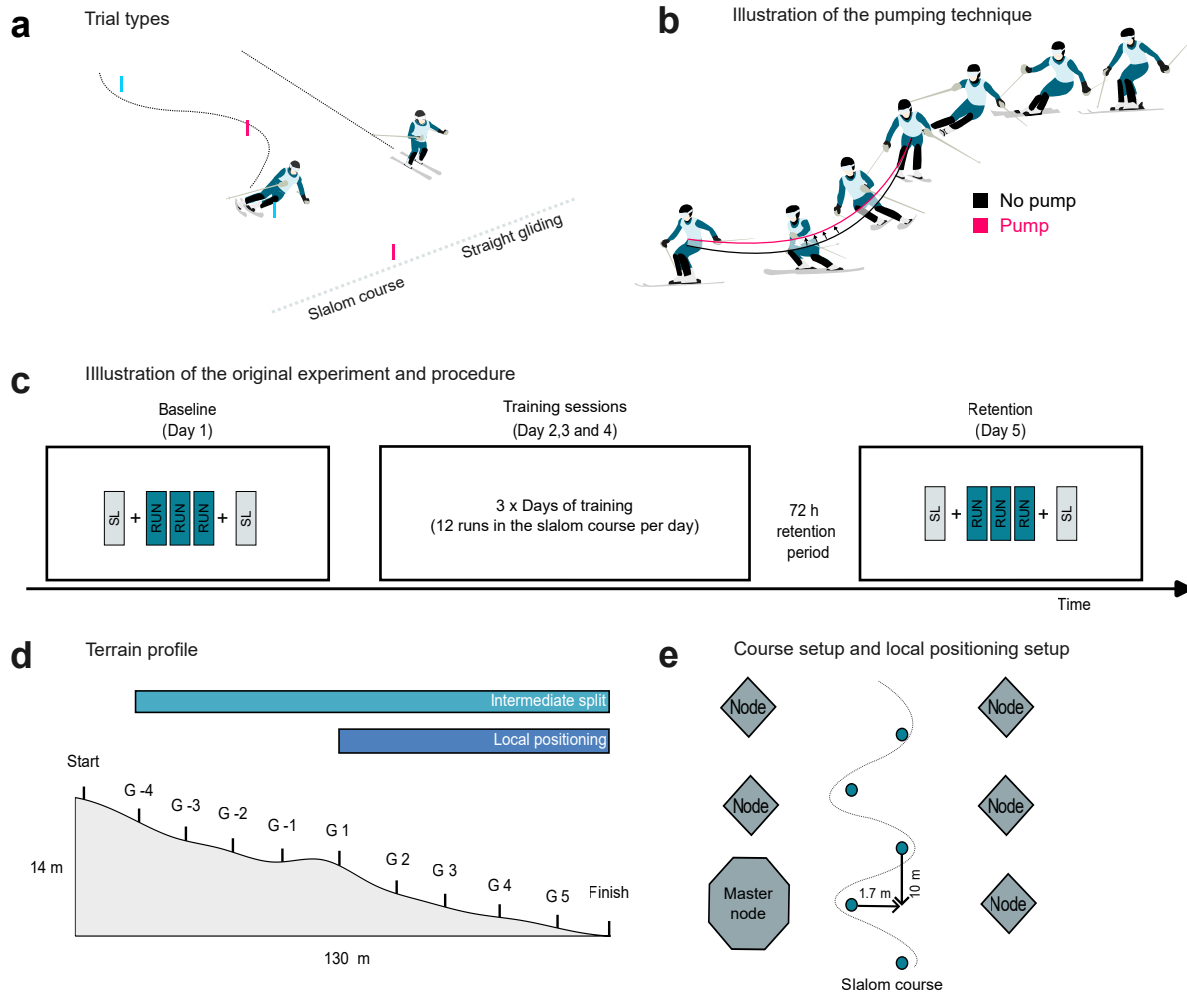 a
Trial types
Slalom course
Straight gliding
b
Illustration of the pumping technique
No pump
Pump
c
IIlustration of the original experiment and procedure
Baseline
(Day 1)
SL
+
RUN
RUN
RUN
+
SL
Training sessions
(Day 2,3 and 4)
3 x Days of training
(12 runs in the slalom course per day)
72 h
retention
period
Retention
(Day 5)
SL
+
RUN
RUN
RUN
+
SL
Time
d
Terrain profile
Intermediate split
Local positioning
Start
G -4
G -3
G -2
G -1
G 1
G 2
G 3
G 4
G 5
Finish
14 m
130 m
e
Course setup and local positioning setup
Node
Node
Node
Node
Master
node
Node
1.7 m
10 m
Slalom course